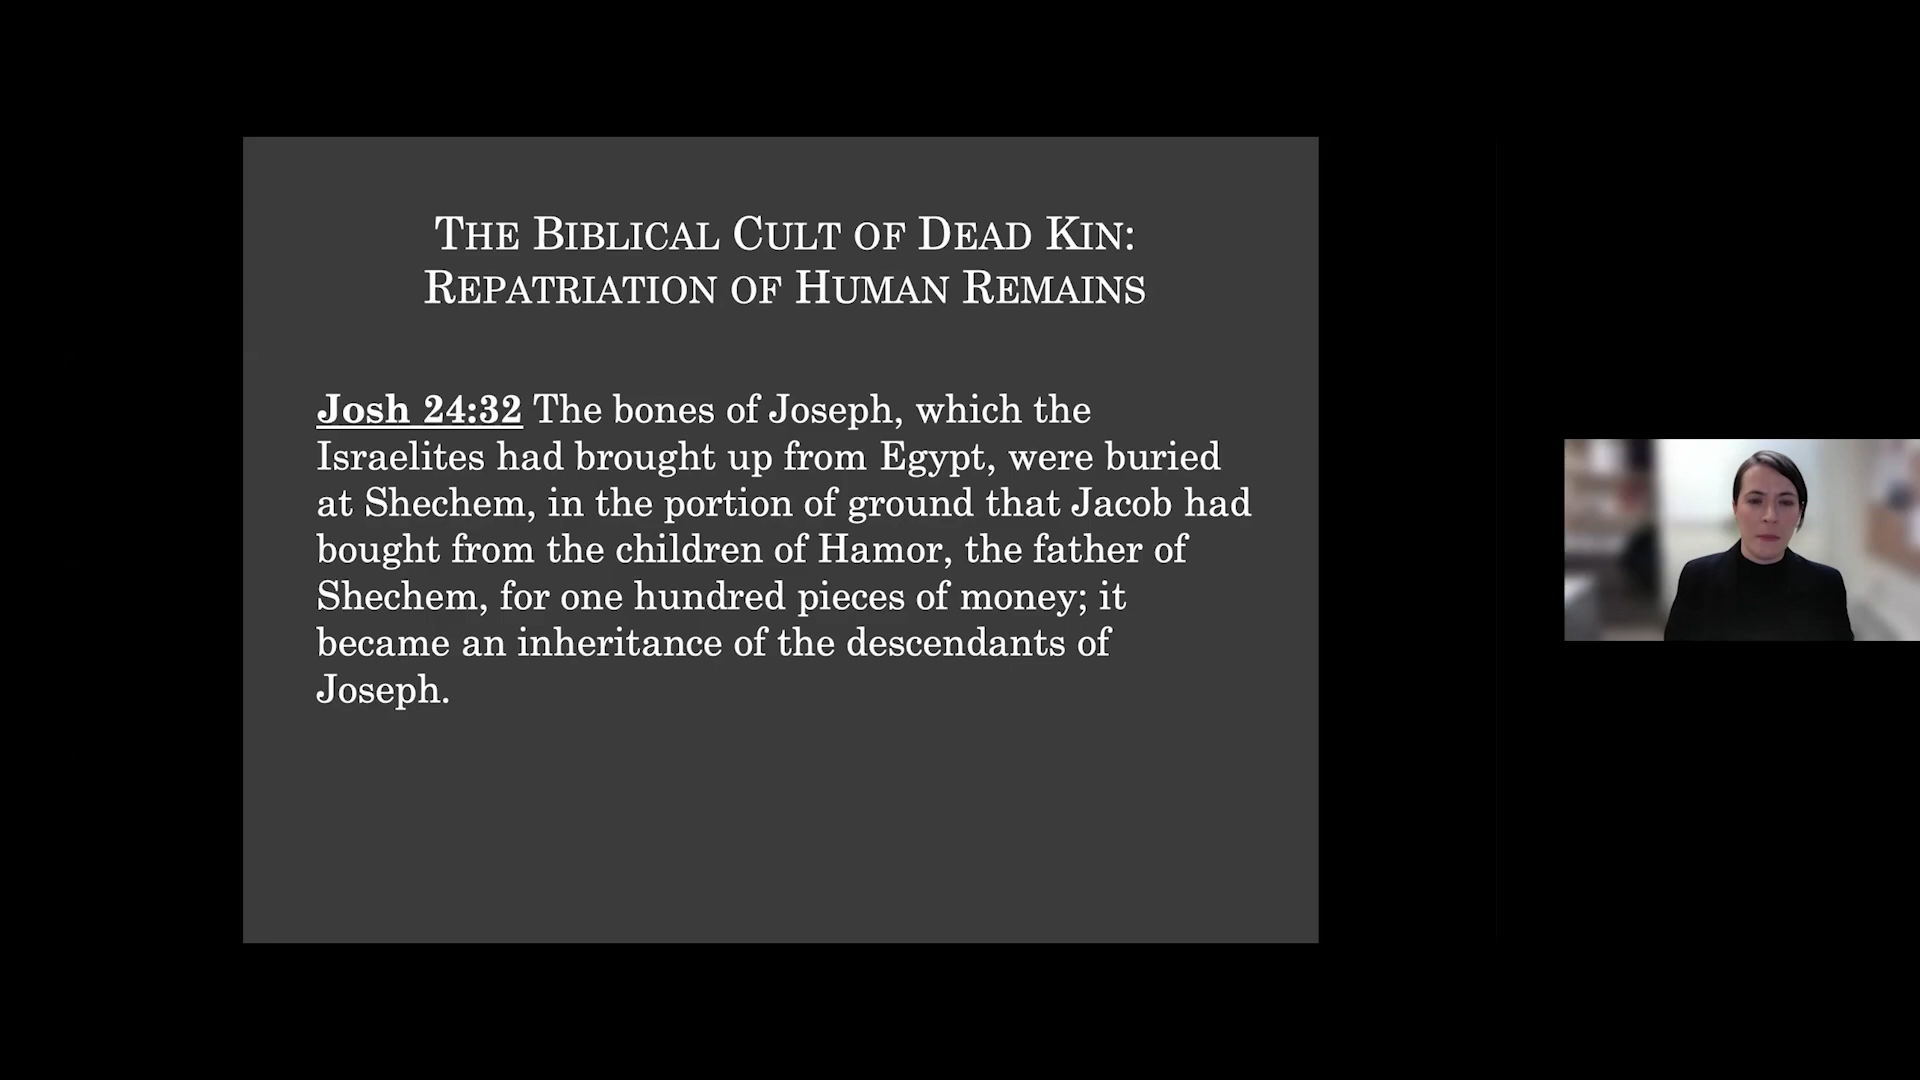 THE BIBLICAL CULT OF DEAD KIN:
REPATRIATION OF HUMAN REMAINS
Josh 24:32 The bones of Joseph, which the
Israelites had brought up from Egypt, were buried
at Shechem, in the portion of ground that Jacob had
bought from the children of Hamor, the father of
Shechem, for one hundred pieces of money; it
became an inheritance of the descendants of
Joseph.